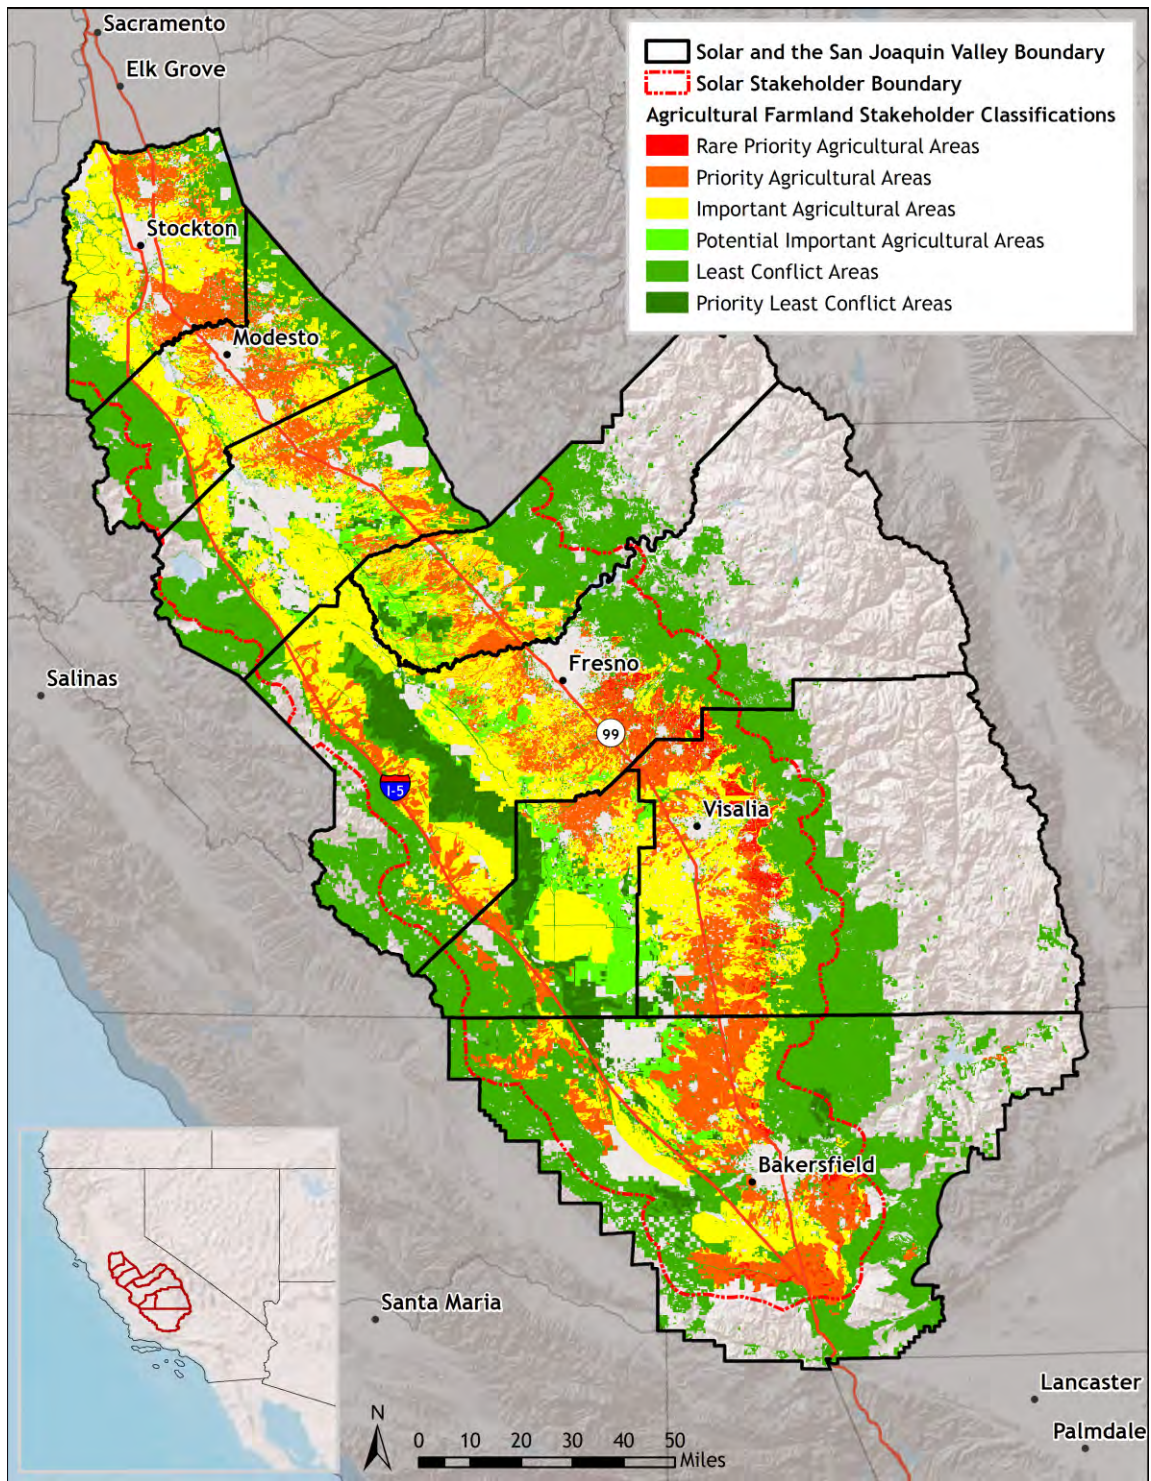 Sacramento
Elk Grove
Solar and the San Joaquin Valley Boundary
Solar Stakeholder Boundary
Agricultural Farmland Stakeholder Classifications
Rare Priority Agricultural Areas
Priority Agricultural Areas
Important Agricultural Areas
Potential Important Agricultural Areas
Least Conflict Areas
Priority Least Conflict Areas
Stockton
Modesto
Fresno
Salinas
99
I-5
Visalia
Bakersfield
Santa Maria
Lancaster
Palmdale
N
0 10 20 30 40 50
Miles